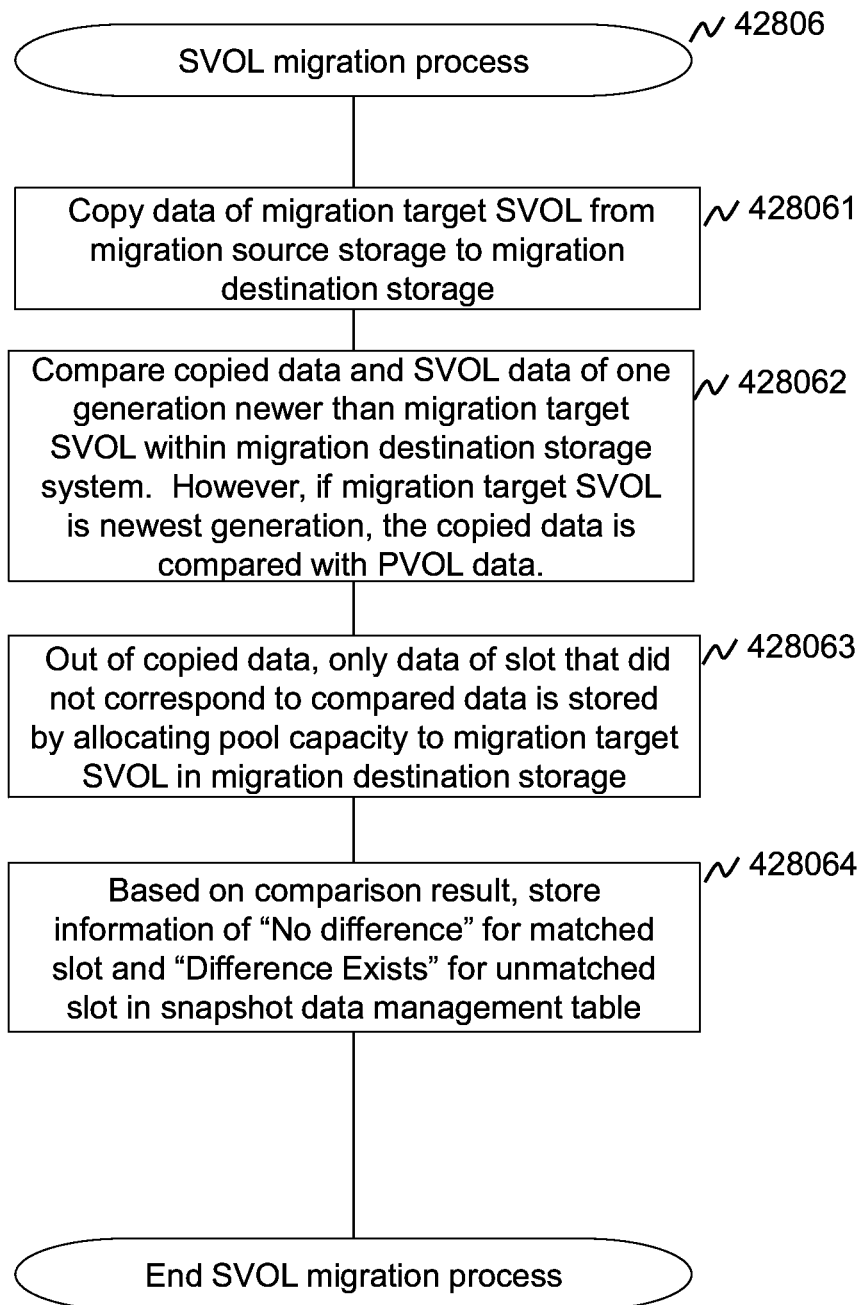 42806
SVOL migration process
428061
Copy data of migration target SVOL from
migration source storage to migration
destination storage
428062
Compare copied data and SVOL data of one
generation newer than migration target
SVOL within migration destination storage
system.  However, if migration target SVOL
is newest generation, the copied data is
compared with PVOL data.
428063
Out of copied data, only data of slot that did
not correspond to compared data is stored
by allocating pool capacity to migration target
SVOL in migration destination storage
428064
Based on comparison result, store
information of “No difference” for matched
slot and “Difference Exists” for unmatched
slot in snapshot data management table
End SVOL migration process